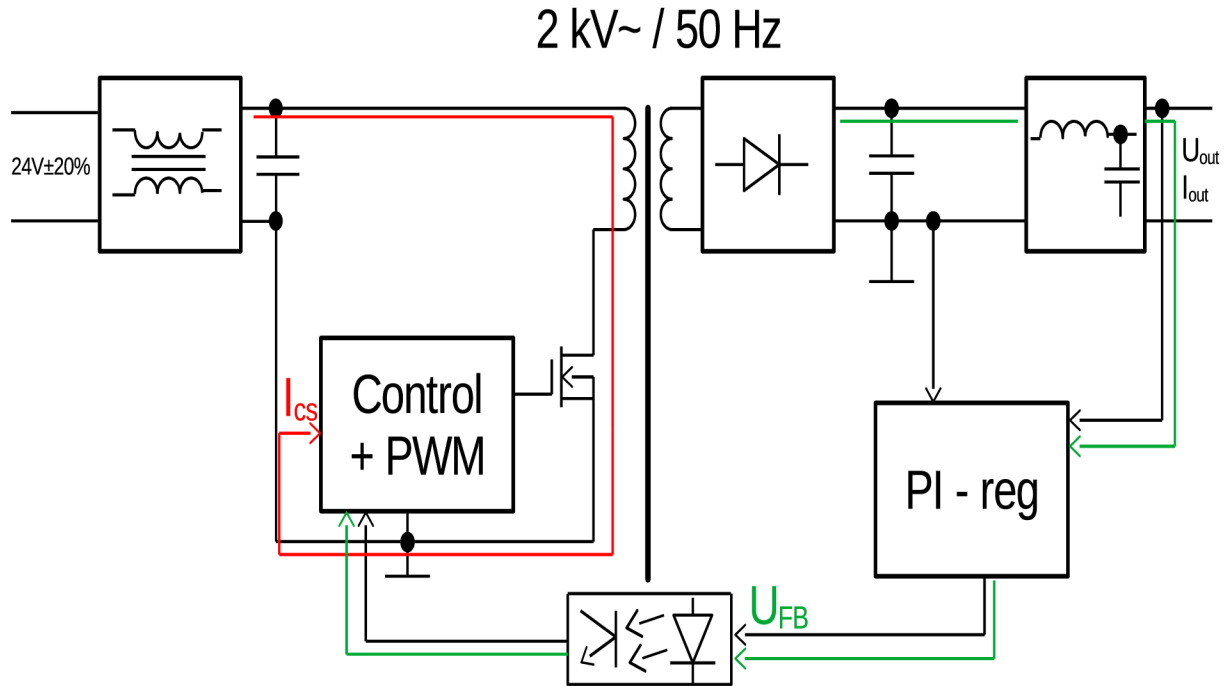 2 kV~ / 50 Hz
24V±20%
Uout
Iout
Ics
Control
+ PWM
PI - reg
UFB